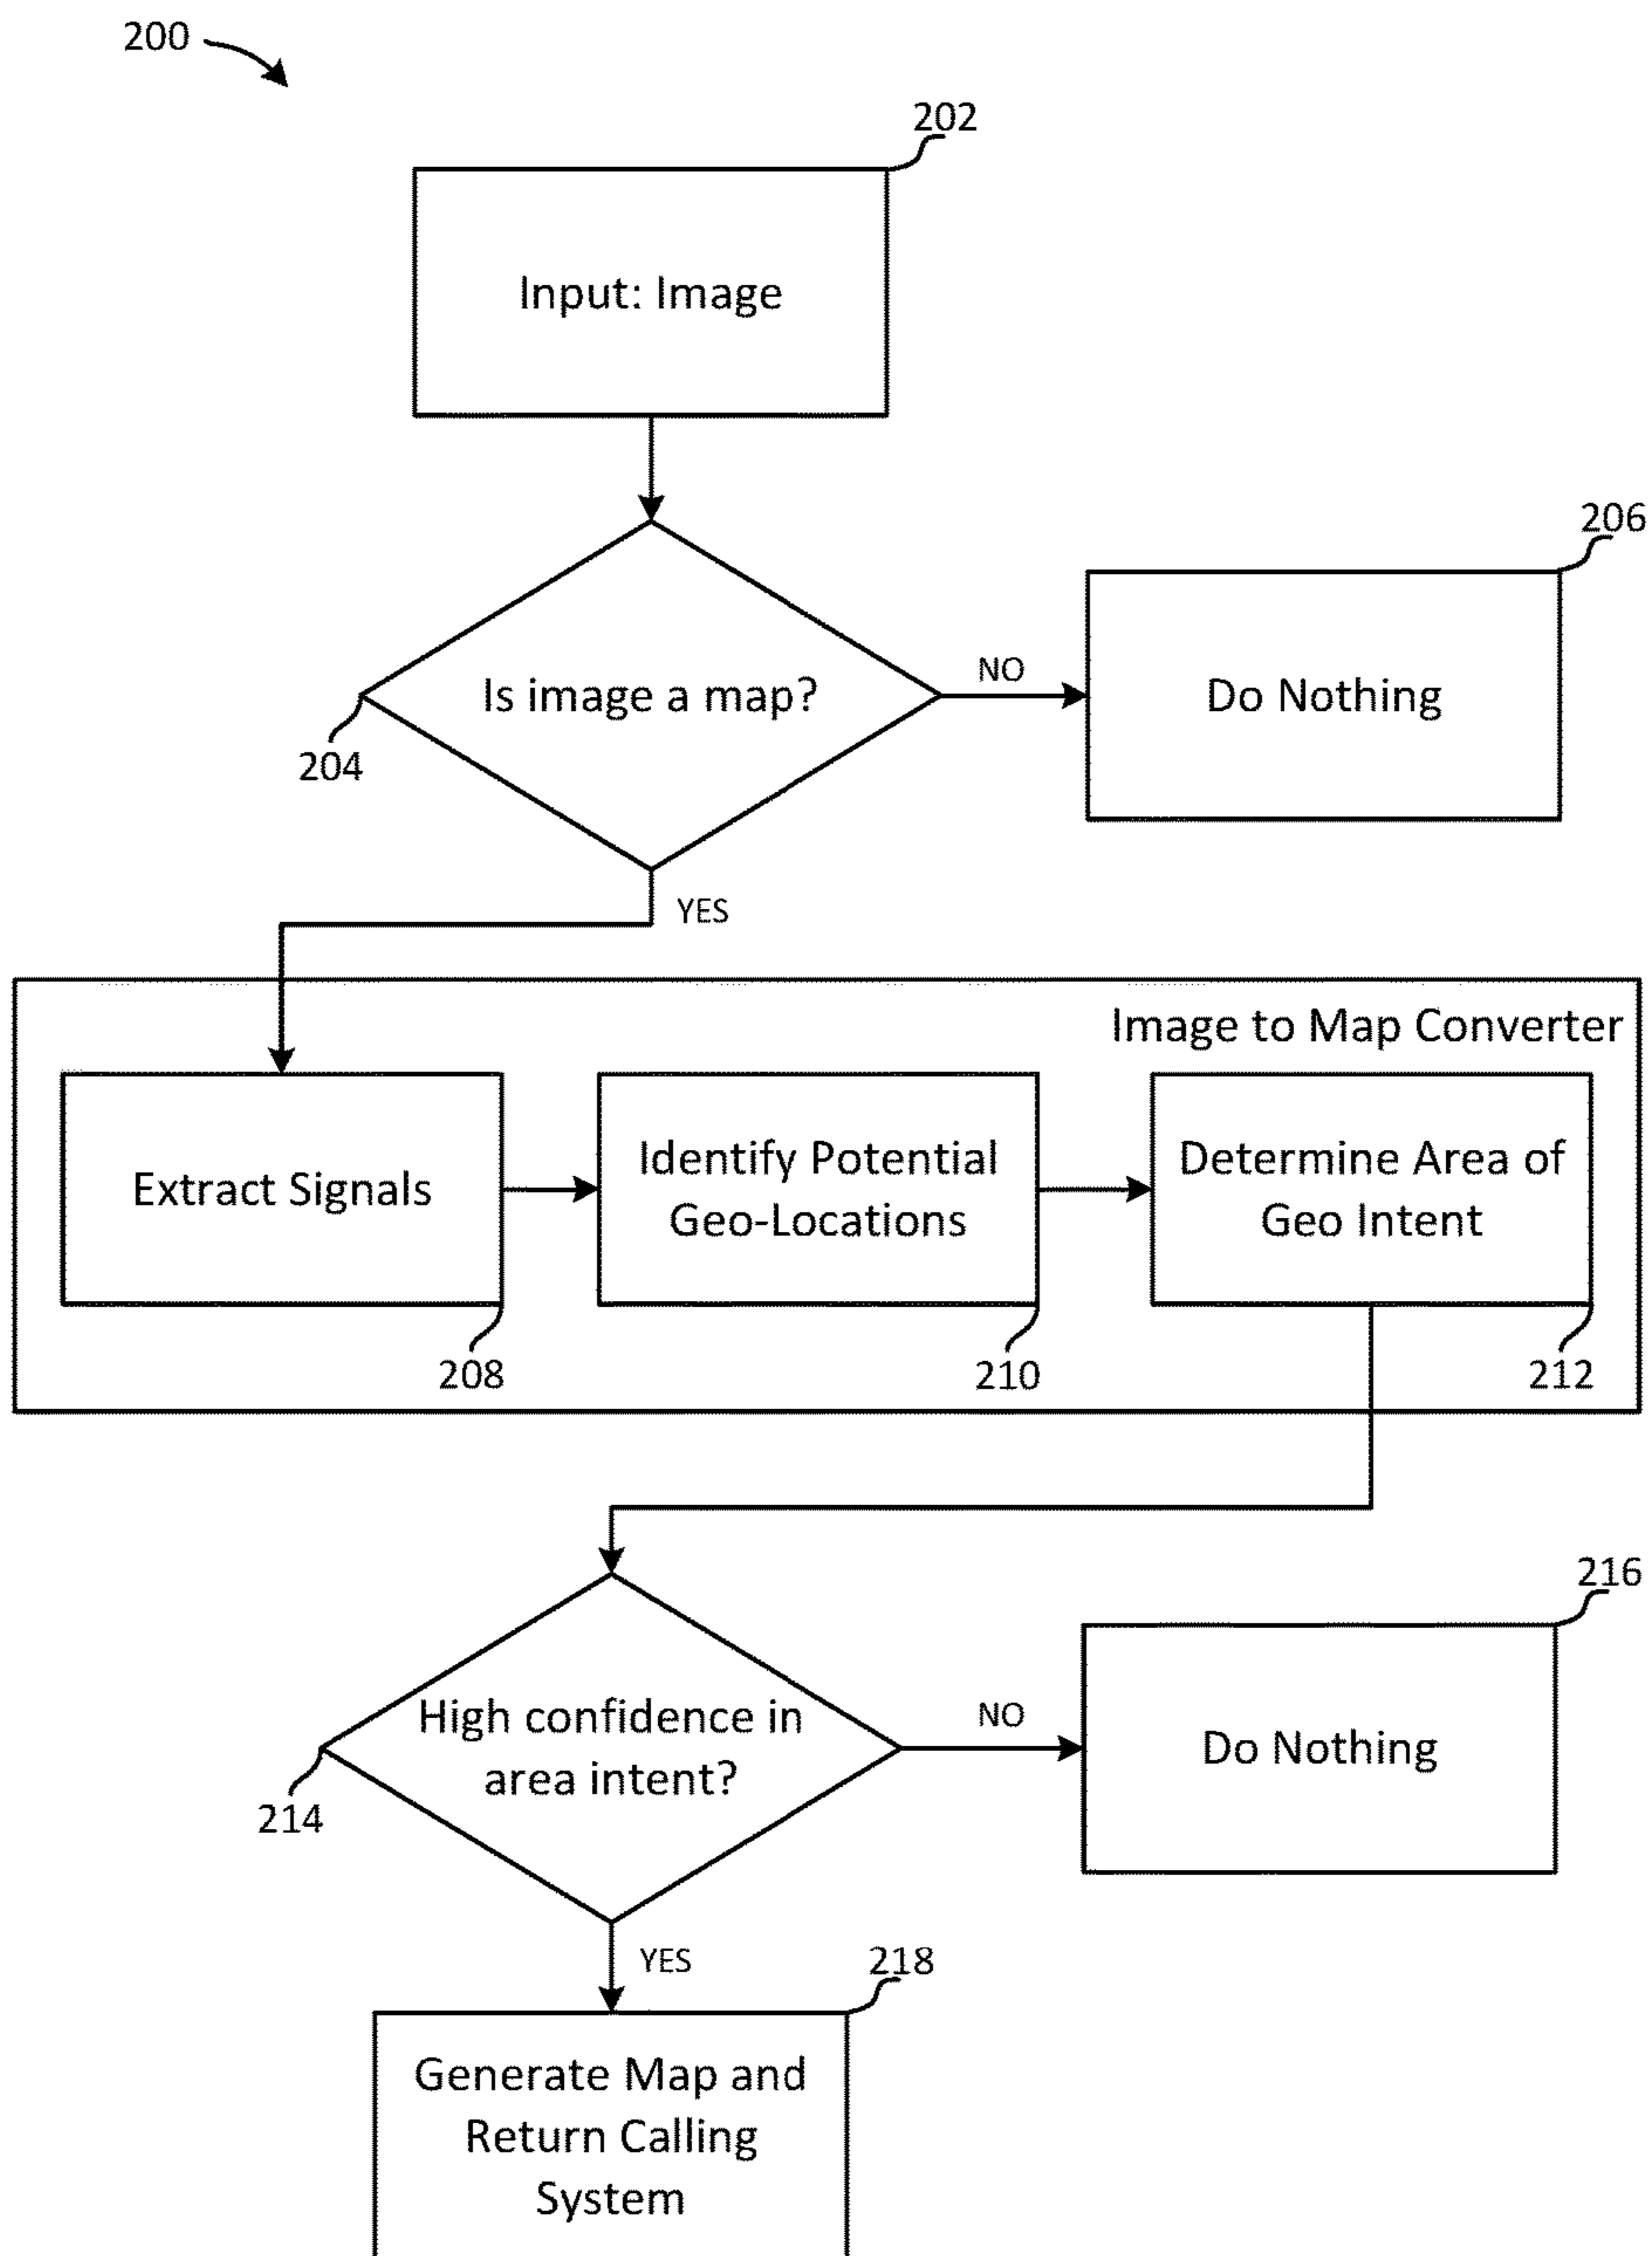 200
202
Input: Image
206
Is image a map?
NO
Do Nothing
204
YES
Image to Map Converter
Extract Signals
Identify Potential
Geo-Locations
Determine Area of
Geo Intent
208
210
212
216
High confidence in
area intent?
NO
Do Nothing
214
YES
218
Generate Map and
Return Calling
System